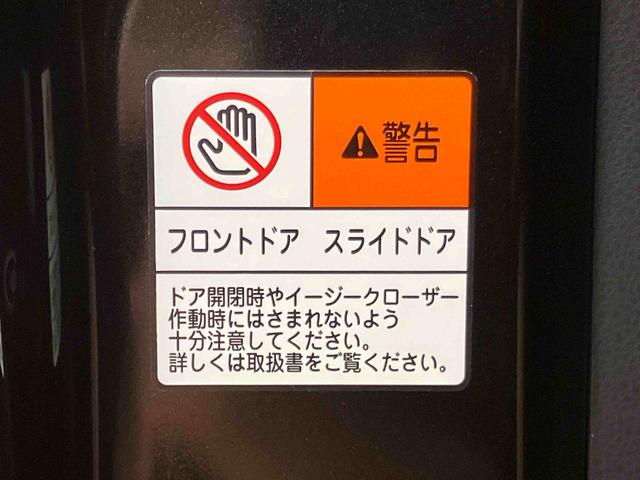 警告
フロントドア　スライドドア
ドア開閉時やイージークローザー
作動時にはさまれないよう
十分注意してください。
詳しくは取扱書をご覧ください。